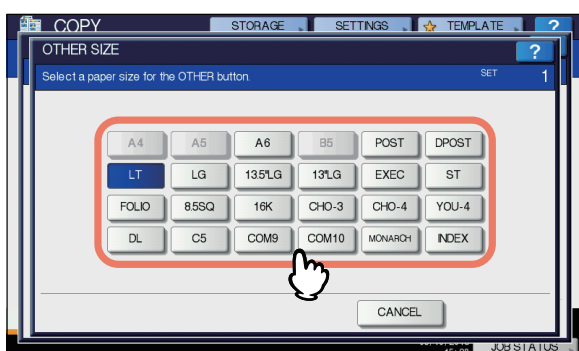 COPY STORAGE SETTINGS TEMPLATE ?
OTHER SIZE ?
Select a paper size for the OTHER button. SET 1
A4 A5 A6 B5 POST DPOST
LT LG 13.5"LG 13"LG EXEC ST
FOLIO 8.5SQ 16K CHO-3 CHO-4 YOU-4
DL C5 COM9 COM10 MONARCH INDEX
CANCEL
JOB STATUS